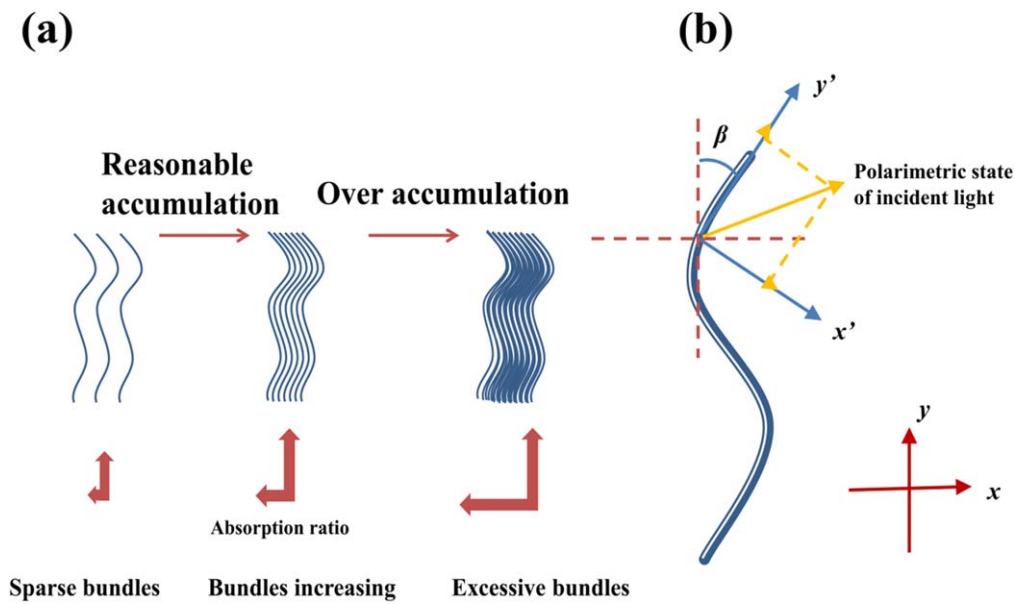 (a)
Reasonable
accumulation
Over accumulation
Absorption ratio
Sparse bundles
Bundles increasing
Excessive bundles
(b)
y’
β
Polarimetric state
of incident light
x’
y
x